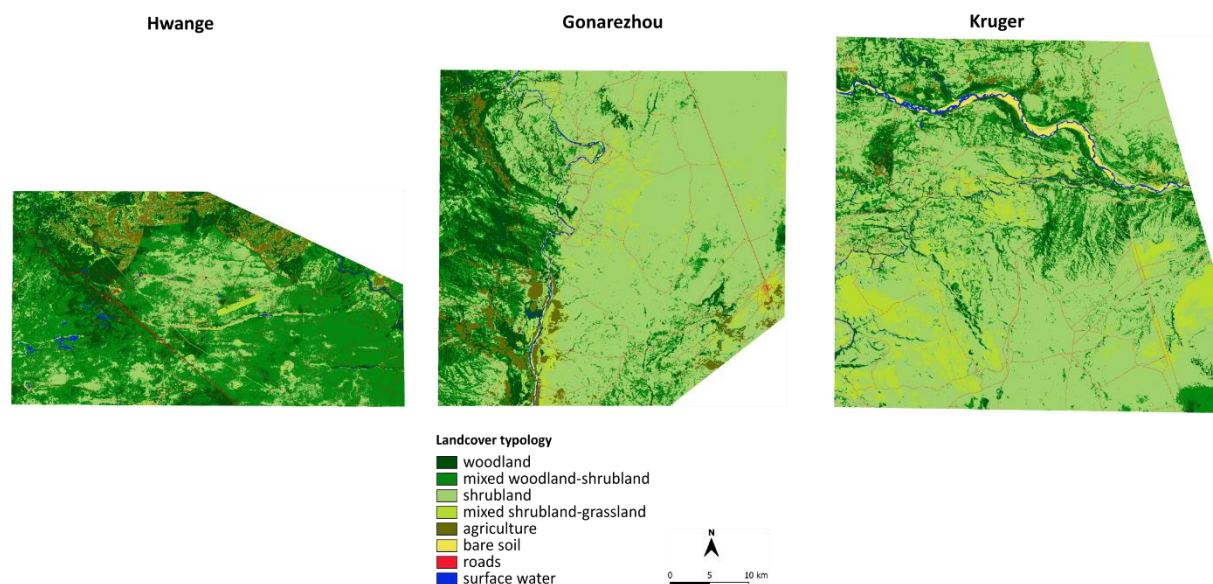 Hwange
Gonarezhou
Kruger
Landcover typology
woodland
mixed woodland-shrubland
shrubland
mixed shrubland-grassland
agriculture
bare soil
roads
surface water
N
0 5 10 km